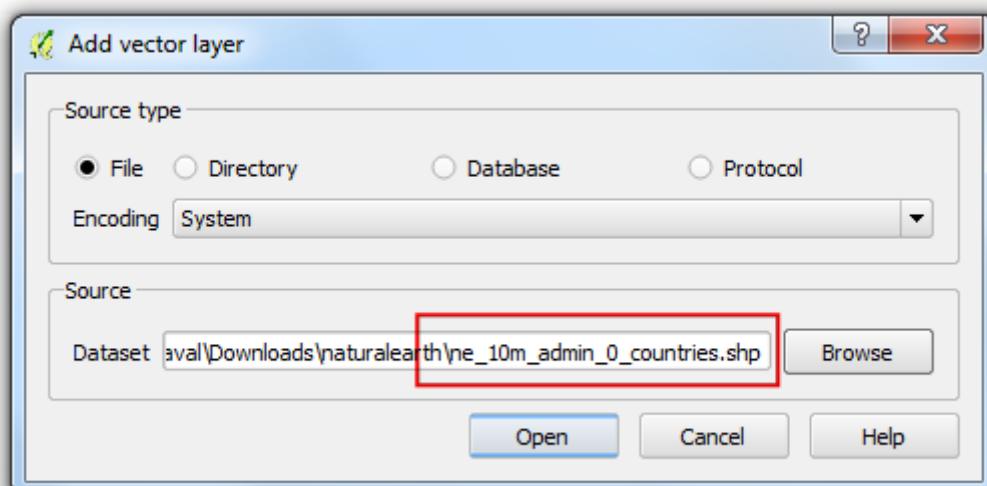 Add vector layer
Source type
File Directory Database Protocol
Encoding System
Source
Dataset aval\Downloads\naturalearth\ne_10m_admin_0_countries.shp Browse
Open Cancel Help